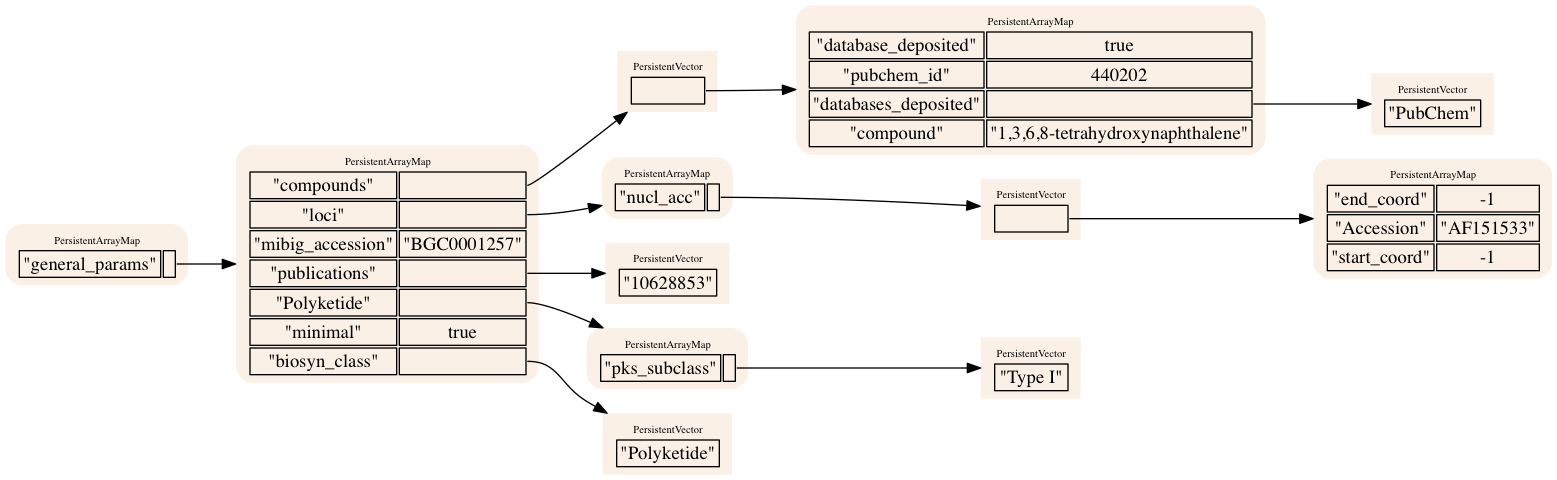 PersistentArrayMap
"general_params"
PersistentArrayMap
"compounds"
"loci"
"mibig_accession" "BGC0001257"
"publications"
"Polyketide"
"minimal" true
"biosyn_class"
PersistentVector
PersistentArrayMap
"nucl_acc"
PersistentVector
"10628853"
PersistentArrayMap
"pks_subclass"
PersistentVector
"Polyketide"
PersistentArrayMap
"database_deposited" true
"pubchem_id" 440202
"databases_deposited"
"compound" "1,3,6,8-tetrahydroxynaphthalene"
PersistentVector
PersistentVector
"Type I"
PersistentVector
"PubChem"
PersistentArrayMap
"end_coord" -1
"Accession" "AF151533"
"start_coord" -1